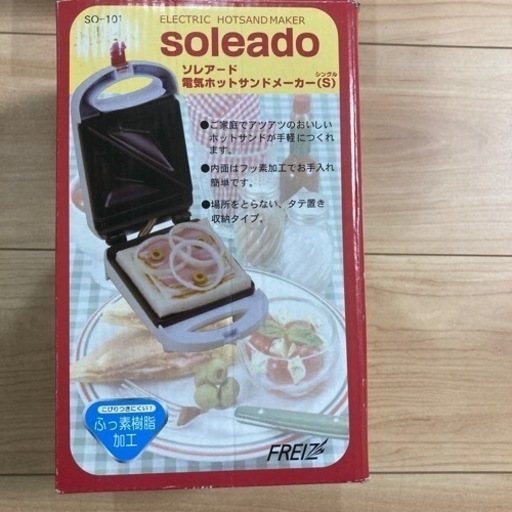 SO-101
ELECTRIC HOTSAND MAKER
soleado
ソレアード
シングル
電気ホットサンドメーカー(S)
●ご家庭でアツアツのおいしい
ホットサンドが手軽につくれ
ます。
●内面はフッ素加工でお手入れ
簡単です。
●場所をとらない、タテ置き
収納タイプ。
こびりつきにくい!
ふっ素樹脂
加工
FREIZ